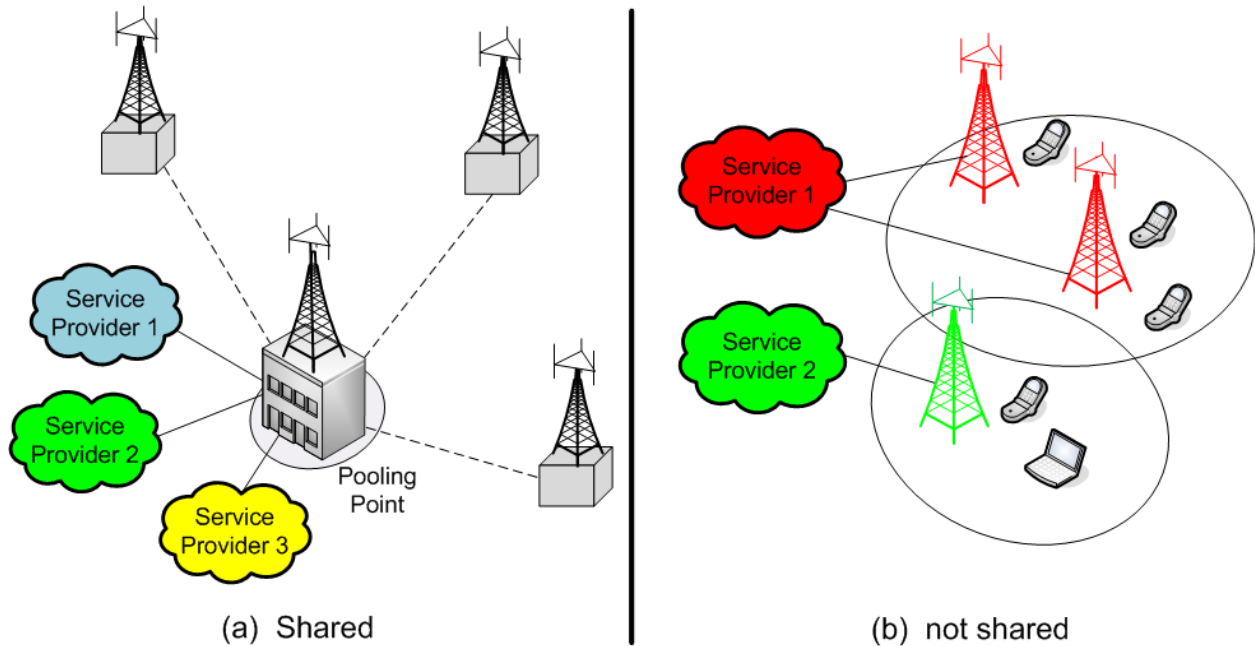 Service
Provider 1
Service
Provider 2
Service
Provider 3
Pooling
Point
(a) Shared
Service
Provider 1
Service
Provider 2
(b) not shared